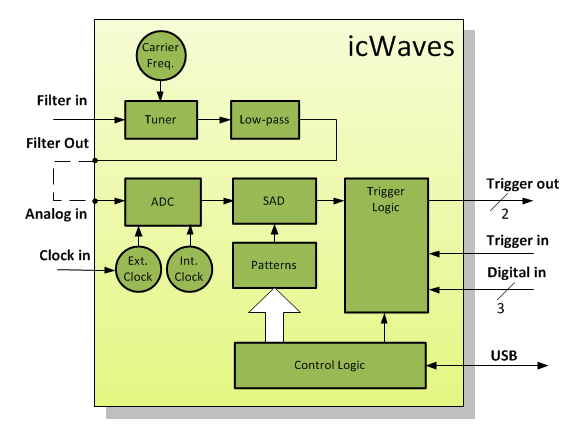 icWaves
Carrier
Freq.
Filter in
Tuner
Low-pass
Filter Out
Analog in
ADC
SAD
Trigger
Logic
Trigger out
2
Clock in
Ext.
Clock
Int.
Clock
Patterns
Trigger in
Digital in
3
Control Logic
USB